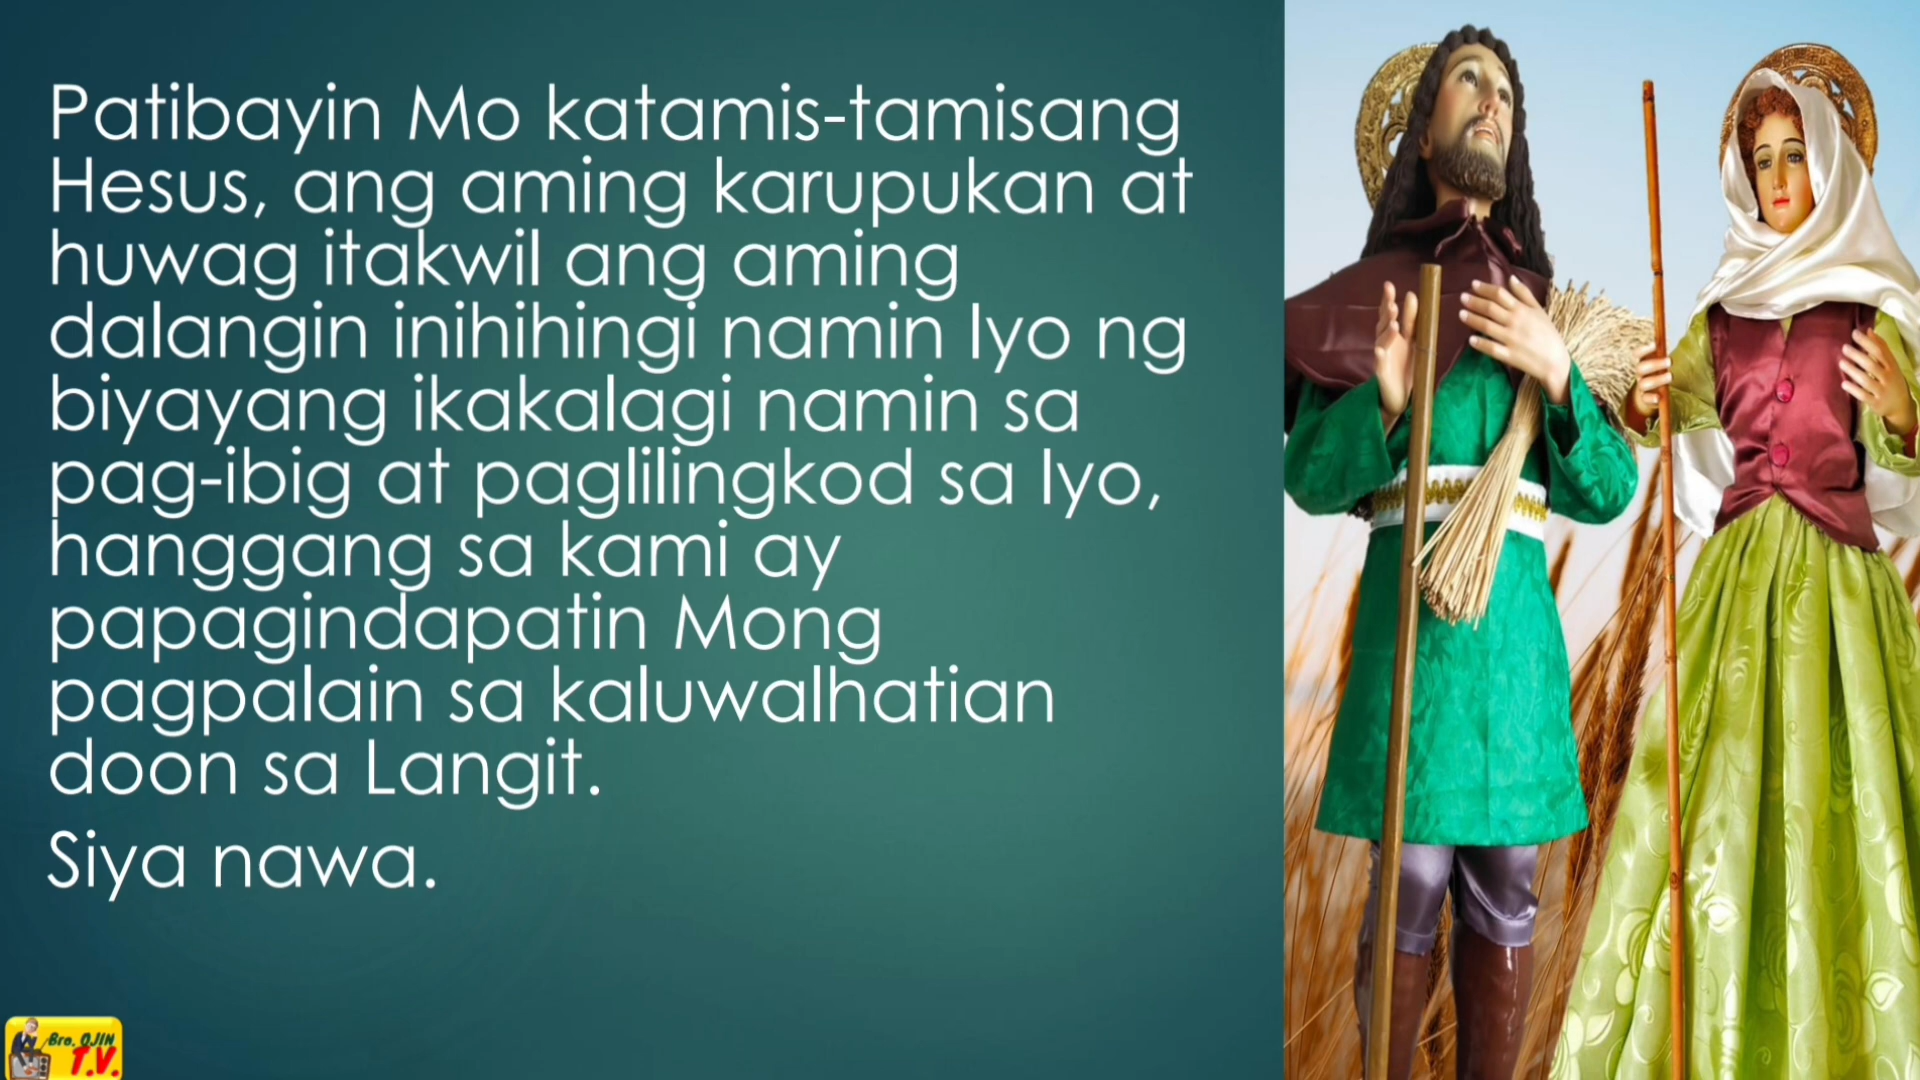 Patibayin Mo katamis-tamisang
Hesus, ang aming karupukan at
huwag itakwil ang aming
dalangin inihihingi namin Iyo ng
biyayang ikakalagi namin sa
pag-ibig at paglilingkod sa Iyo,
hanggang sa kami ay
papagindapatin Mong
pagpalain sa kaluwalhatian
doon sa Langit.
Siya nawa.
Bro. OJIN
T.V.